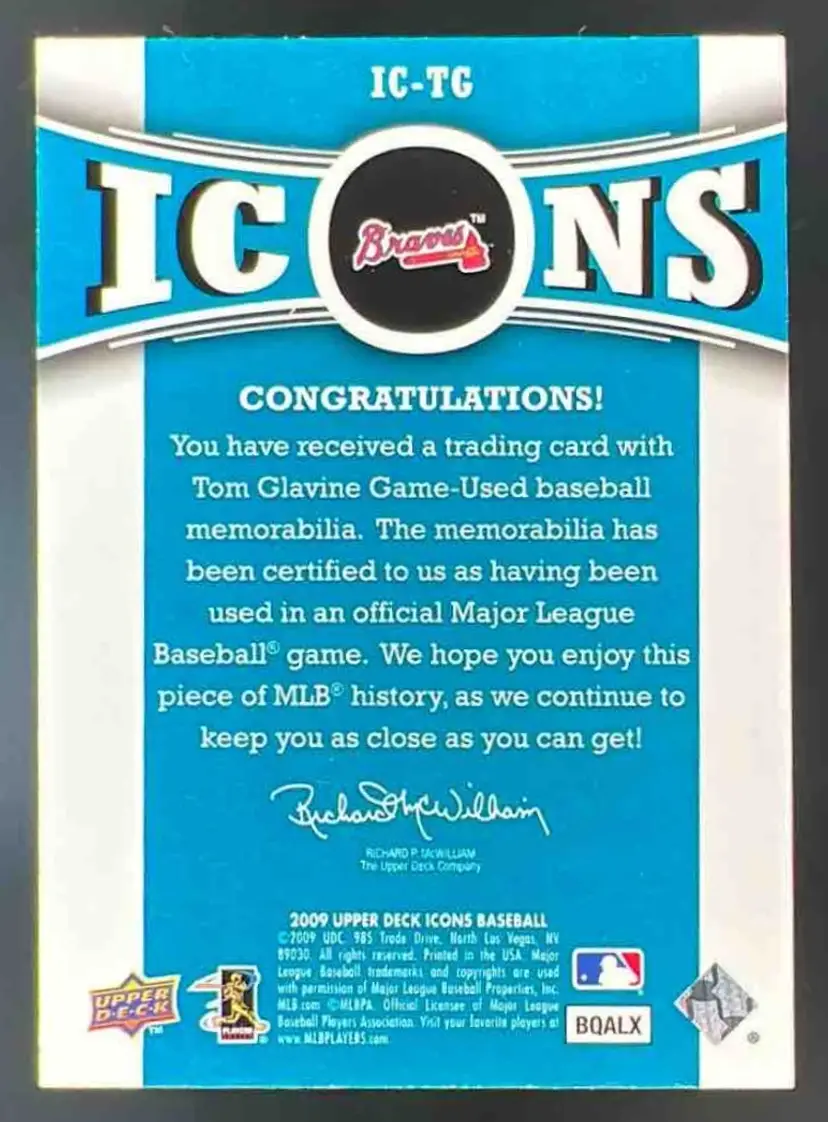 IC-TG
ICONS
Braves™
CONGRATULATIONS!
You have received a trading card with
Tom Glavine Game-Used baseball
memorabilia. The memorabilia has
been certified to us as having been
used in an official Major League
Baseball® game. We hope you enjoy this
piece of MLB® history, as we continue to
keep you as close as you can get!
Richard McWilliam
RICHARD P. McWILLIAM
The Upper Deck Company
2009 UPPER DECK ICONS BASEBALL
©2009 UDC. 985 Trade Drive, North Las Vegas, NV
89030. All rights reserved. Printed in the USA. Major
League Baseball trademarks and copyrights are used
with permission of Major League Baseball Properties, Inc.
MLB.com ©MLBPA. Official Licensee of Major League
Baseball Players Association. Visit your favorite players at
www.MLBPLAYERS.com
UPPER
D·E·C·K
™
PLAYERS
®
BQALX
®